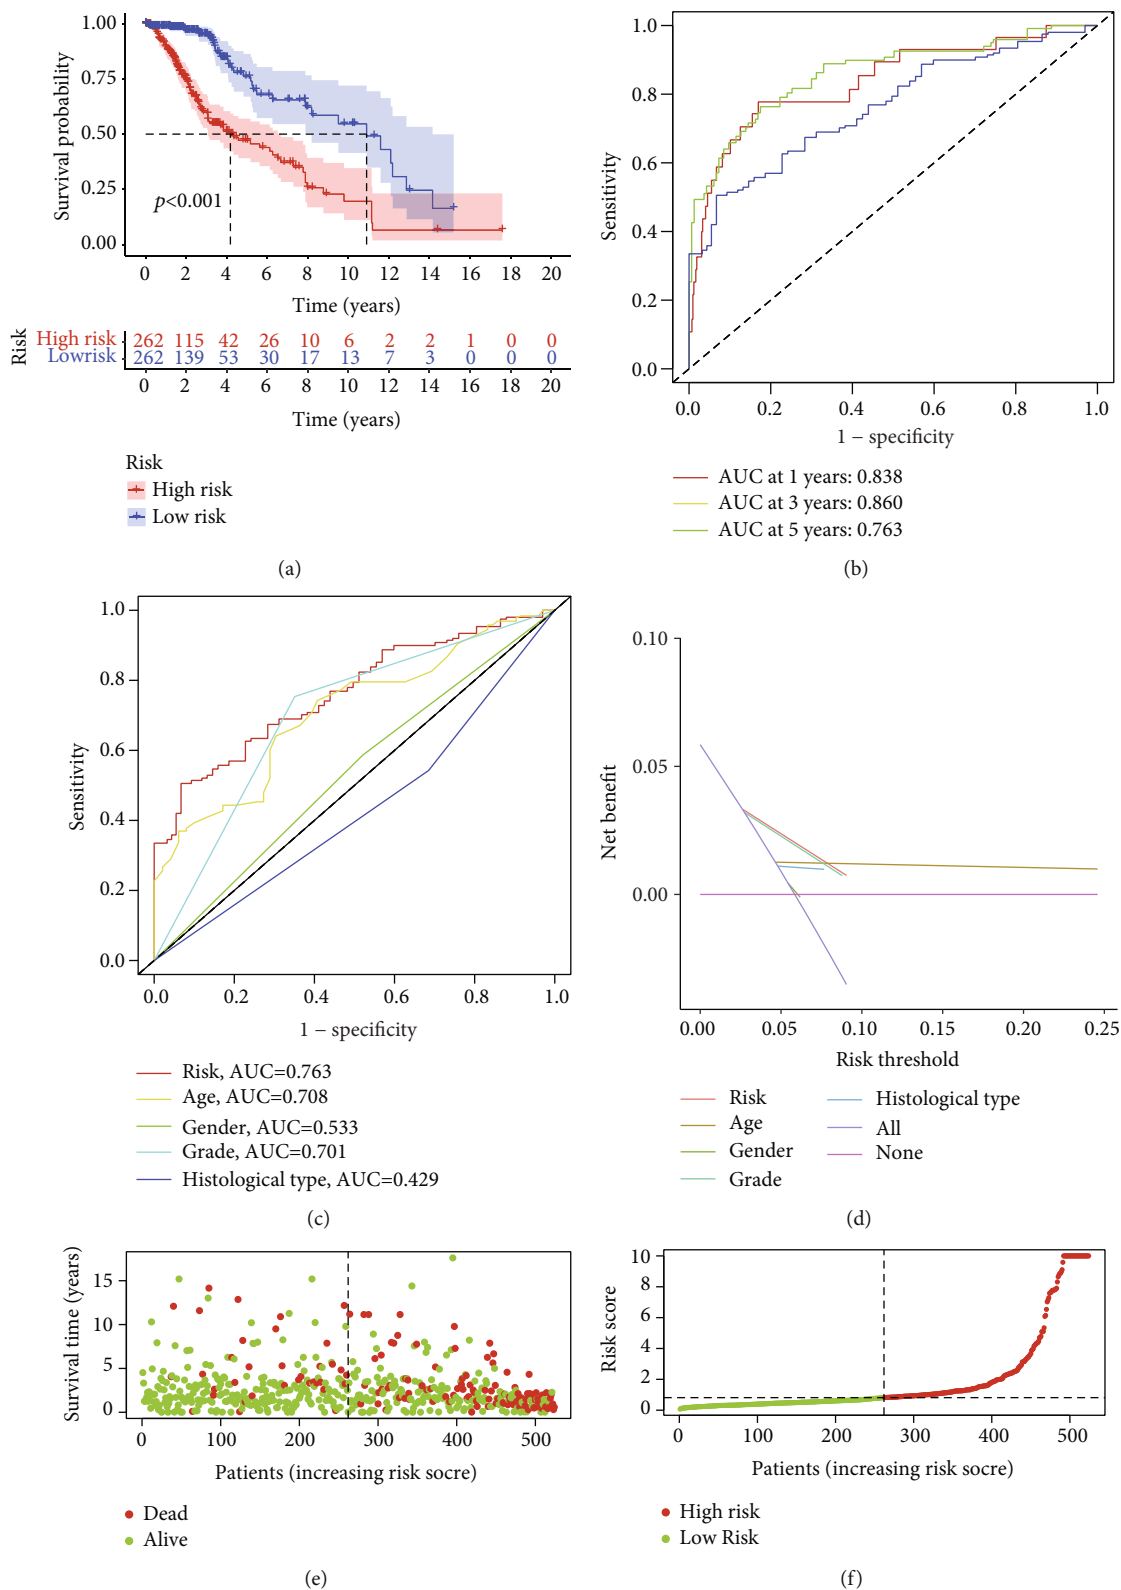 1.00
0.75
0.50
0.25
0.00
Survival probability
p<0.001
0 2 4 6 8 10 12 14 16 18 20
Time (years)
Risk
High risk 262 115 42 26 10 6 2 2 1 0 0
Lowrisk 262 139 53 30 17 13 7 3 0 0 0
0 2 4 6 8 10 12 14 16 18 20
Time (years)
Risk
High risk
Low risk
(a)
1.0
0.8
0.6
0.4
0.2
0.0
Sensitivity
0.0 0.2 0.4 0.6 0.8 1.0
1 − specificity
AUC at 1 years: 0.838
AUC at 3 years: 0.860
AUC at 5 years: 0.763
(b)
1.0
0.8
0.6
0.4
0.2
0.0
Sensitivity
0.0 0.2 0.4 0.6 0.8 1.0
1 − specificity
Risk, AUC=0.763
Age, AUC=0.708
Gender, AUC=0.533
Grade, AUC=0.701
Histological type, AUC=0.429
(c)
0.10
0.05
0.00
Net benefit
0.00 0.05 0.10 0.15 0.20 0.25
Risk threshold
Risk
Age
Gender
Grade
Histological type
All
None
(d)
15
10
5
0
Survival time (years)
0 100 200 300 400 500
Patients (increasing risk socre)
Dead
Alive
(e)
10
8
6
4
2
0
Risk score
0 100 200 300 400 500
Patients (increasing risk socre)
High risk
Low Risk
(f)